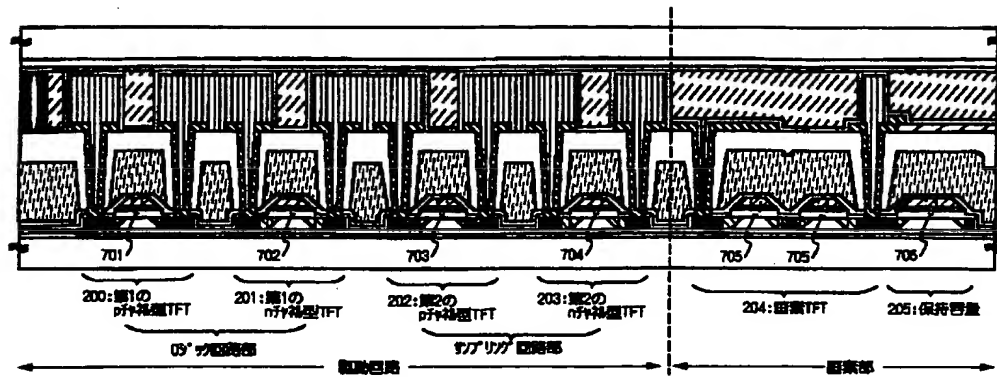 701
702
703
704
705
705
706
200:第1の
pチャネル型TFT
201:第1の
nチャネル型TFT
202:第2の
pチャネル型TFT
203:第2の
nチャネル型TFT
204:画素TFT
205:保持容量
ロジック回路部
サンプリング回路部
駆動回路
画素部